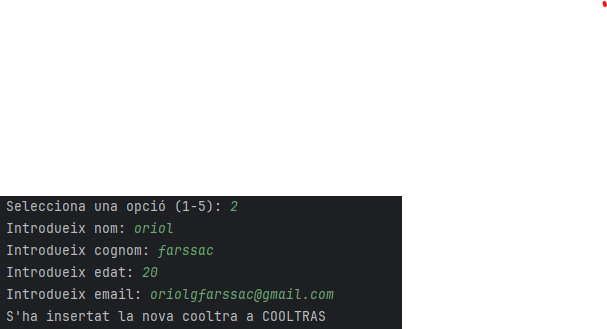 Selecciona una opció (1-5): 2
Introdueix nom: oriol
Introdueix cognom: farssac
Introdueix edat: 20
Introdueix email: oriolgfarssac@gmail.com
S'ha insertat la nova cooltra a COOLTRAS